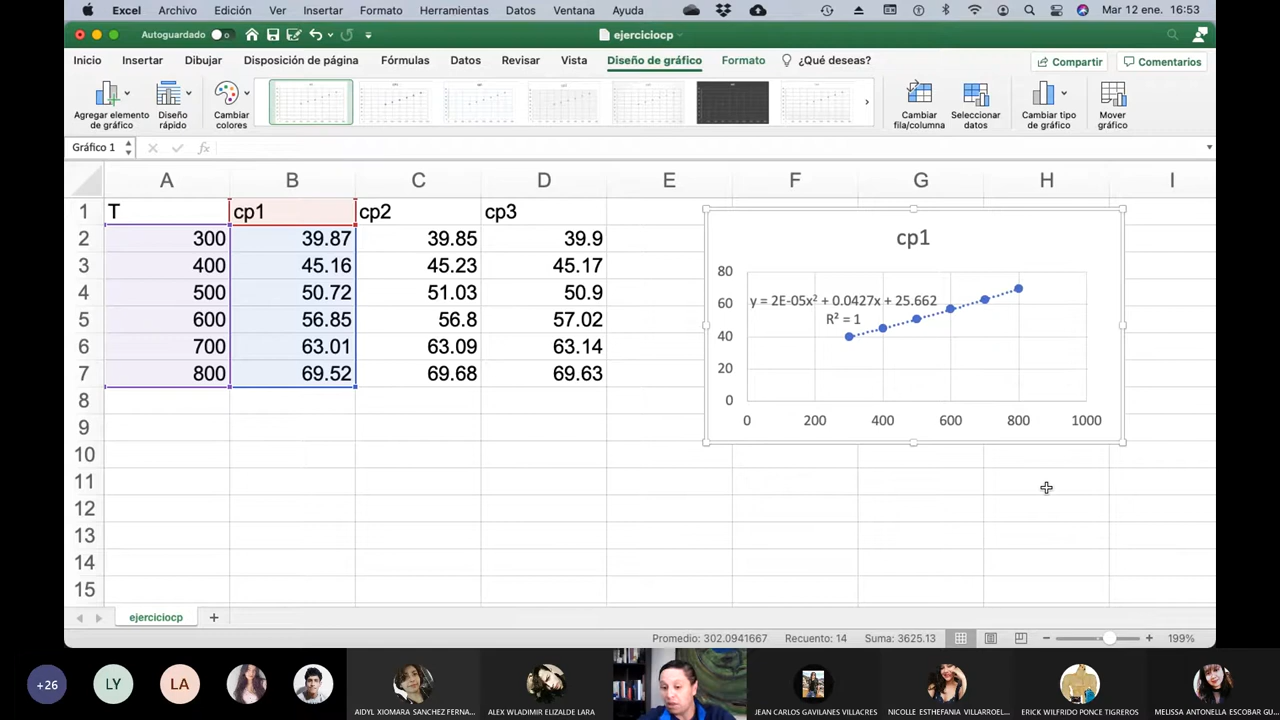 Excel Archivo Edición Ver Insertar Formato Herramientas Datos Ventana Ayuda Mar 12 ene. 16:53
Autoguardado ejerciciocp
Inicio Insertar Dibujar Disposición de página Fórmulas Datos Revisar Vista Diseño de gráfico Formato ¿Qué deseas? Compartir Comentarios
Agregar elemento de gráfico
Diseño rápido
Cambiar colores
Cambiar fila/columna
Seleccionar datos
Cambiar tipo de gráfico
Mover gráfico
Gráfico 1 fx
A B C D E F G H I
1 T cp1 cp2 cp3
2 300 39.87 39.85 39.9
3 400 45.16 45.23 45.17
4 500 50.72 51.03 50.9
5 600 56.85 56.8 57.02
6 700 63.01 63.09 63.14
7 800 69.52 69.68 69.63
8
9
10
11
12
13
14
15
cp1
80
60
40
20
0
y = 2E-05x² + 0.0427x + 25.662
R² = 1
0 200 400 600 800 1000
ejerciciocp
Promedio: 302.0941667 Recuento: 14 Suma: 3625.13 199%
+26 LY LA
AIDYL XIOMARA SANCHEZ FERNA... ALEX WLADIMIR ELIZALDE LARA JEAN CARLOS GAVILANES VILLACRES NICOLLE ESTHEFANIA VILLARROEL... ERICK WILFRIDO PONCE TIGREROS MELISSA ANTONELLA ESCOBAR GU...